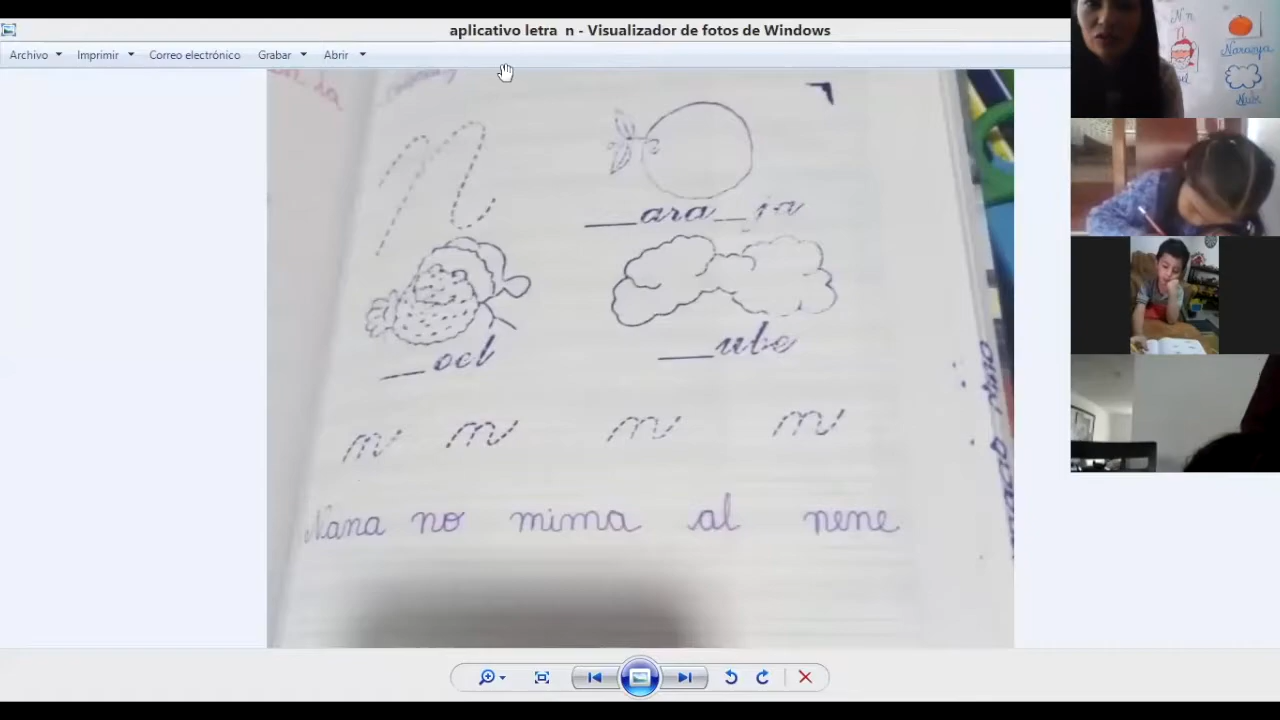 aplicativo letra n - Visualizador de fotos de Windows
Archivo Imprimir Correo electrónico Grabar Abrir
__ara_ja
__oel
__ube
n n n n
Nana no mima al nene
N n
Naranja
Nube